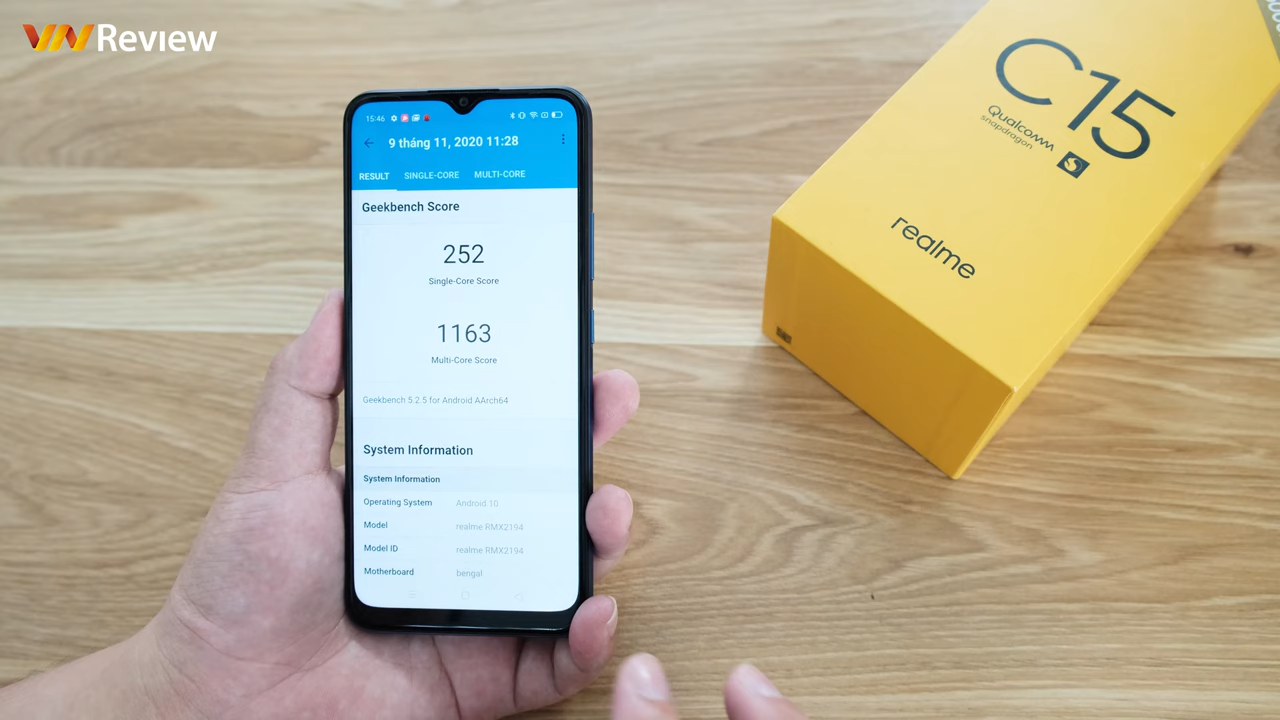 VN Review
15:46
9 tháng 11, 2020 11:28
RESULT SINGLE-CORE MULTI-CORE
Geekbench Score
252
Single-Core Score
1163
Multi-Core Score
Geekbench 5.2.5 for Android AArch64
System Information
System Information
Operating System Android 10
Model realme RMX2194
Model ID realme RMX2194
Motherboard bengal
C15
Qualcomm
snapdragon
realme